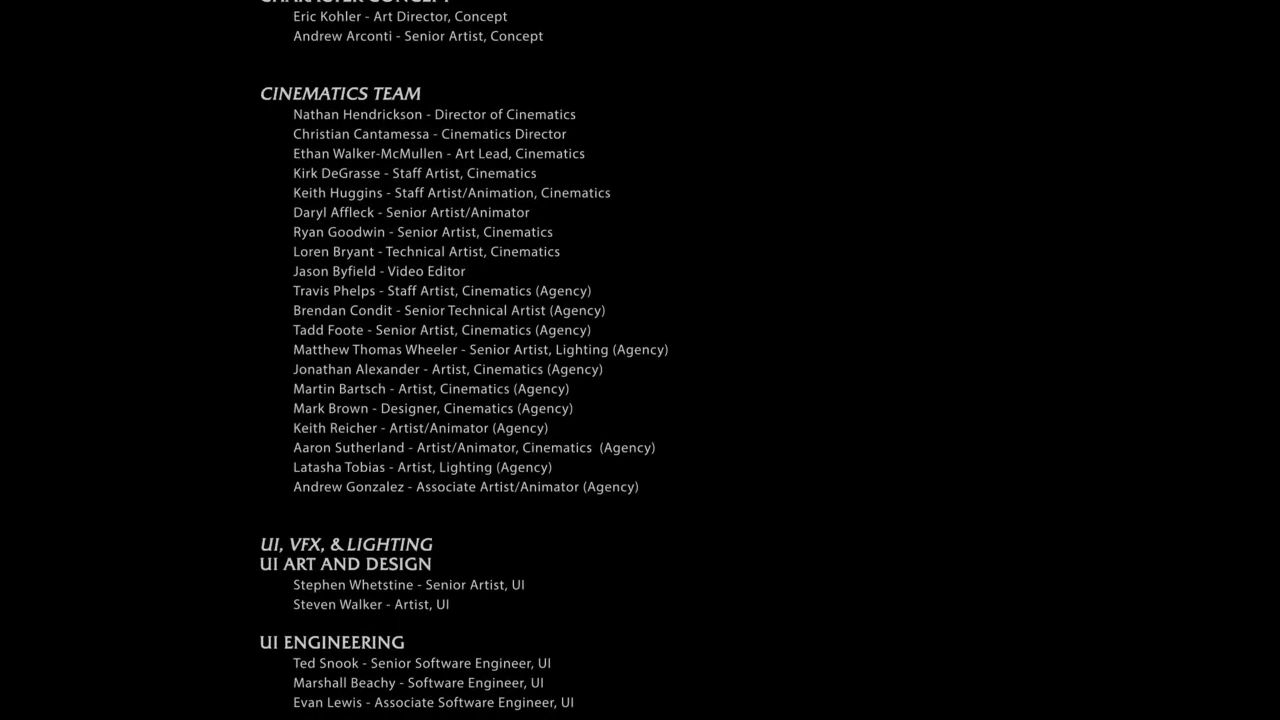 CHARACTER CONCEPT
Eric Kohler - Art Director, Concept
Andrew Arconti - Senior Artist, Concept
CINEMATICS TEAM
Nathan Hendrickson - Director of Cinematics
Christian Cantamessa - Cinematics Director
Ethan Walker-McMullen - Art Lead, Cinematics
Kirk DeGrasse - Staff Artist, Cinematics
Keith Huggins - Staff Artist/Animation, Cinematics
Daryl Affleck - Senior Artist/Animator
Ryan Goodwin - Senior Artist, Cinematics
Loren Bryant - Technical Artist, Cinematics
Jason Byfield - Video Editor
Travis Phelps - Staff Artist, Cinematics (Agency)
Brendan Condit - Senior Technical Artist (Agency)
Tadd Foote - Senior Artist, Cinematics (Agency)
Matthew Thomas Wheeler - Senior Artist, Lighting (Agency)
Jonathan Alexander - Artist, Cinematics (Agency)
Martin Bartsch - Artist, Cinematics (Agency)
Mark Brown - Designer, Cinematics (Agency)
Keith Reicher - Artist/Animator (Agency)
Aaron Sutherland - Artist/Animator, Cinematics  (Agency)
Latasha Tobias - Artist, Lighting (Agency)
Andrew Gonzalez - Associate Artist/Animator (Agency)
UI, VFX, & LIGHTING
UI ART AND DESIGN
Stephen Whetstine - Senior Artist, UI
Steven Walker - Artist, UI
UI ENGINEERING
Ted Snook - Senior Software Engineer, UI
Marshall Beachy - Software Engineer, UI
Evan Lewis - Associate Software Engineer, UI